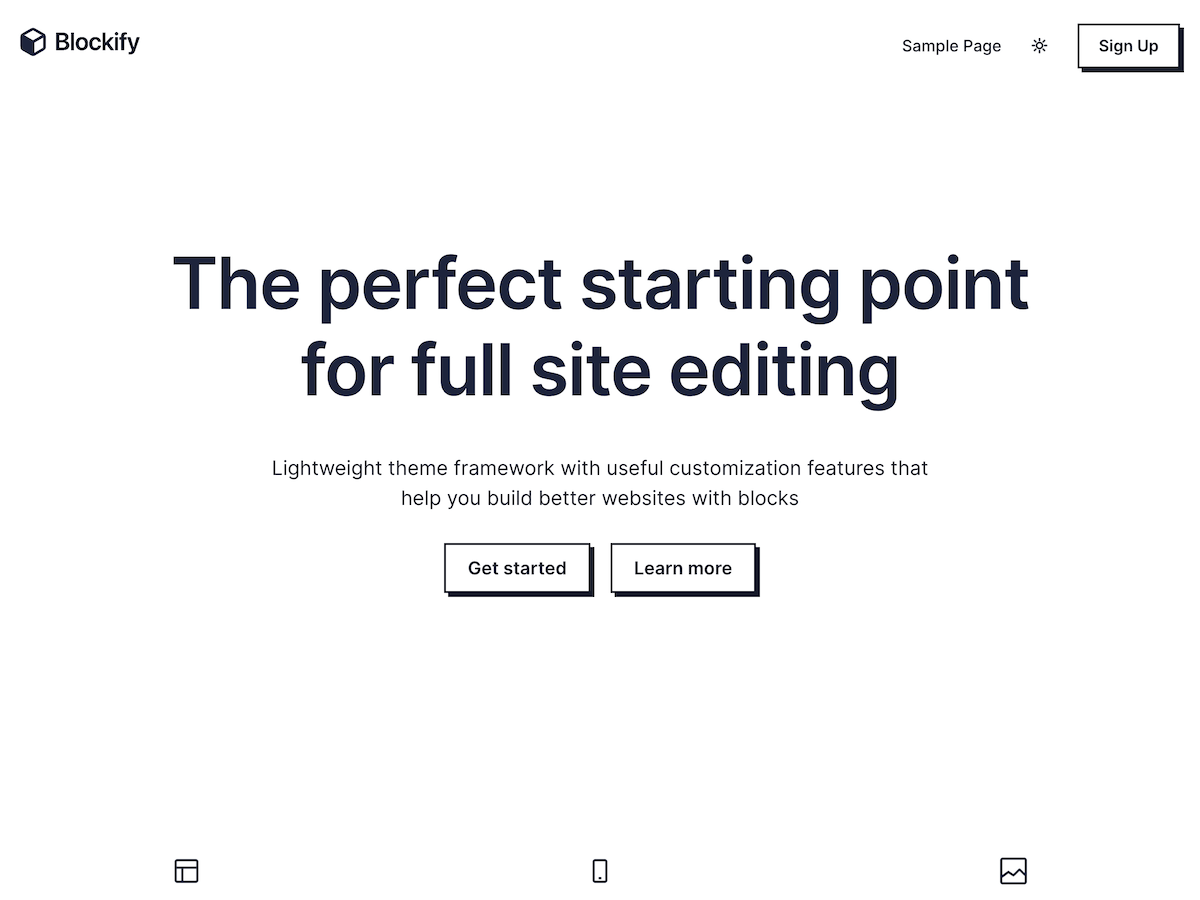 Blockify
Sample Page
Sign Up
The perfect starting point
for full site editing
Lightweight theme framework with useful customization features that
help you build better websites with blocks
Get started
Learn more